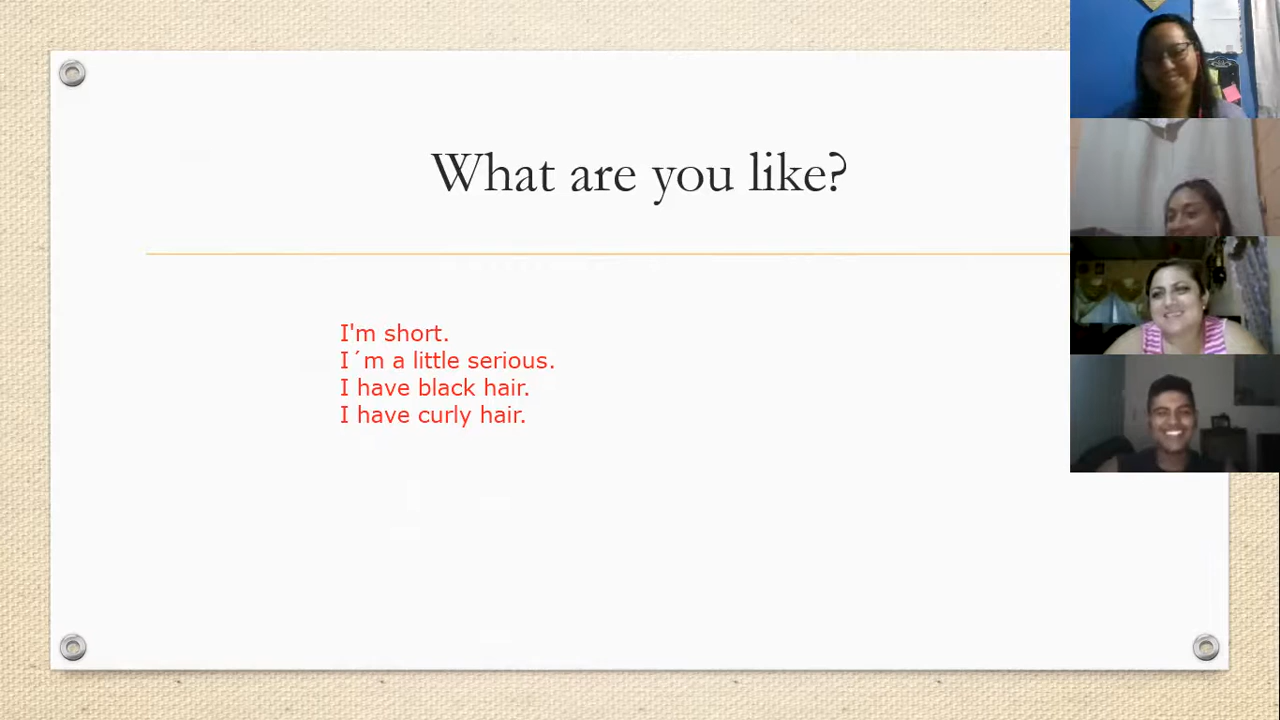 What are you like?
I'm short.
I´m a little serious.
I have black hair.
I have curly hair.